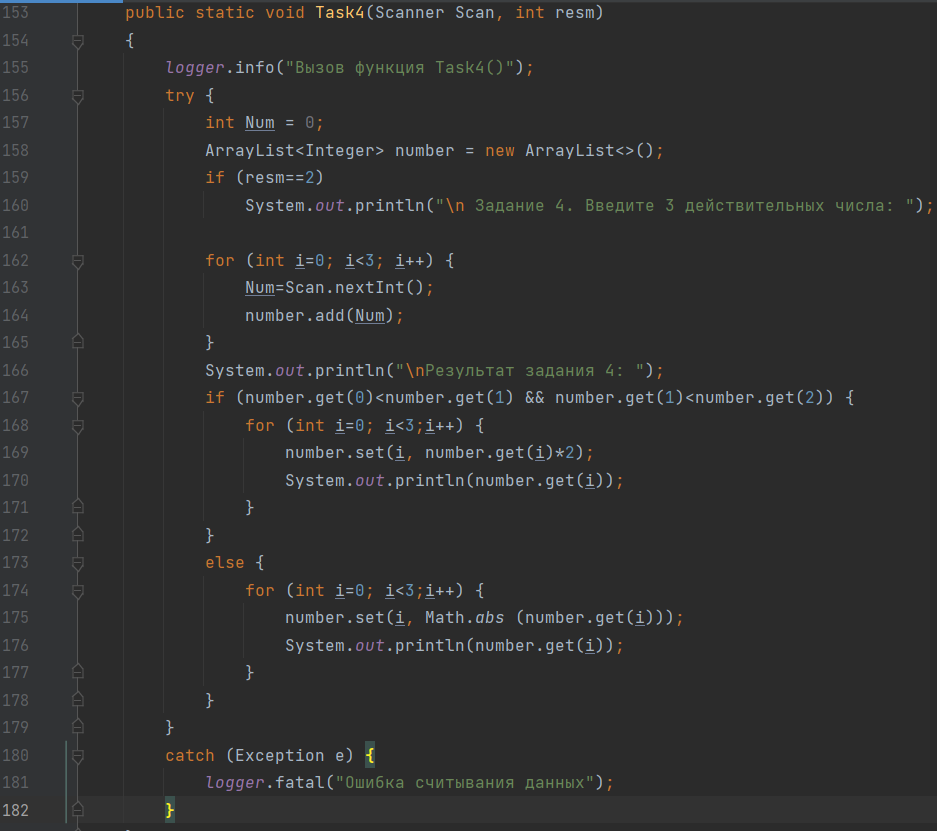 153 public static void Task4(Scanner Scan, int resm)
154 {
155 logger.info("Вызов функция Task4()");
156 try {
157 int Num = 0;
158 ArrayList<Integer> number = new ArrayList<>();
159 if (resm==2)
160 System.out.println("\n Задание 4. Введите 3 действительных числа: ");
161
162 for (int i=0; i<3; i++) {
163 Num=Scan.nextInt();
164 number.add(Num);
165 }
166 System.out.println("\nРезультат задания 4: ");
167 if (number.get(0)<number.get(1) && number.get(1)<number.get(2)) {
168 for (int i=0; i<3;i++) {
169 number.set(i, number.get(i)*2);
170 System.out.println(number.get(i));
171 }
172 }
173 else {
174 for (int i=0; i<3;i++) {
175 number.set(i, Math.abs (number.get(i)));
176 System.out.println(number.get(i));
177 }
178 }
179 }
180 catch (Exception e) {
181 logger.fatal("Ошибка считывания данных");
182 }